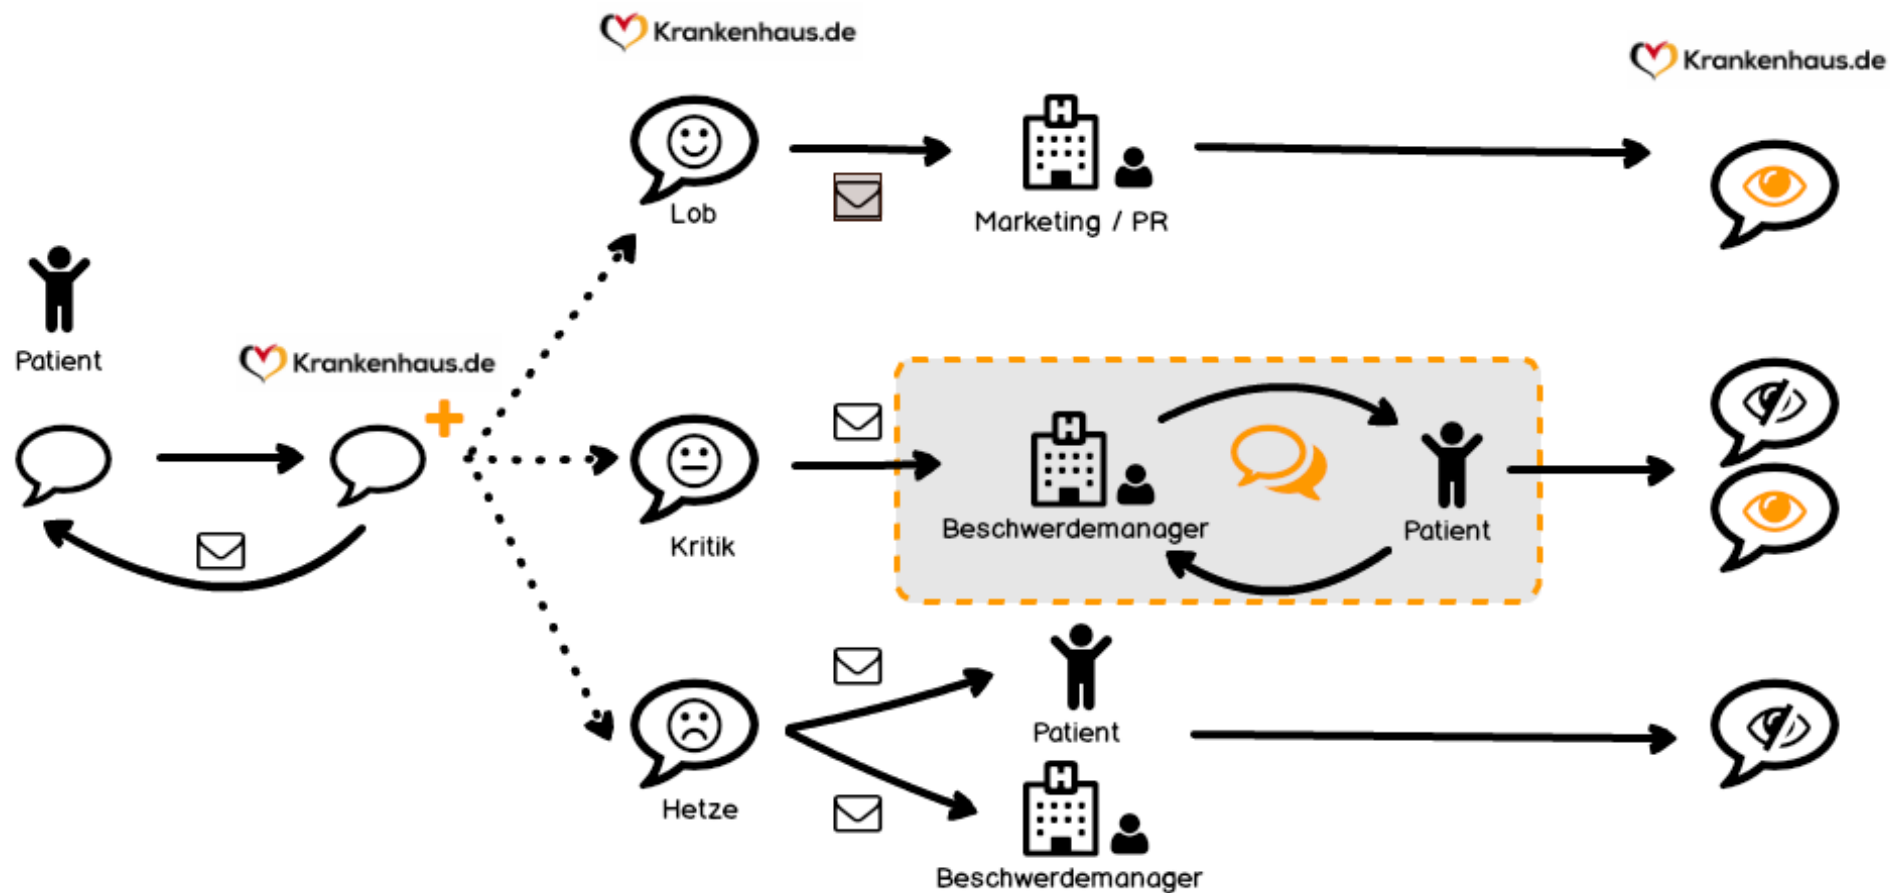 Krankenhaus.de
Krankenhaus.de
Lob
Marketing / PR
Patient
Krankenhaus.de
Kritik
Beschwerdemanager
Patient
Hetze
Patient
Beschwerdemanager